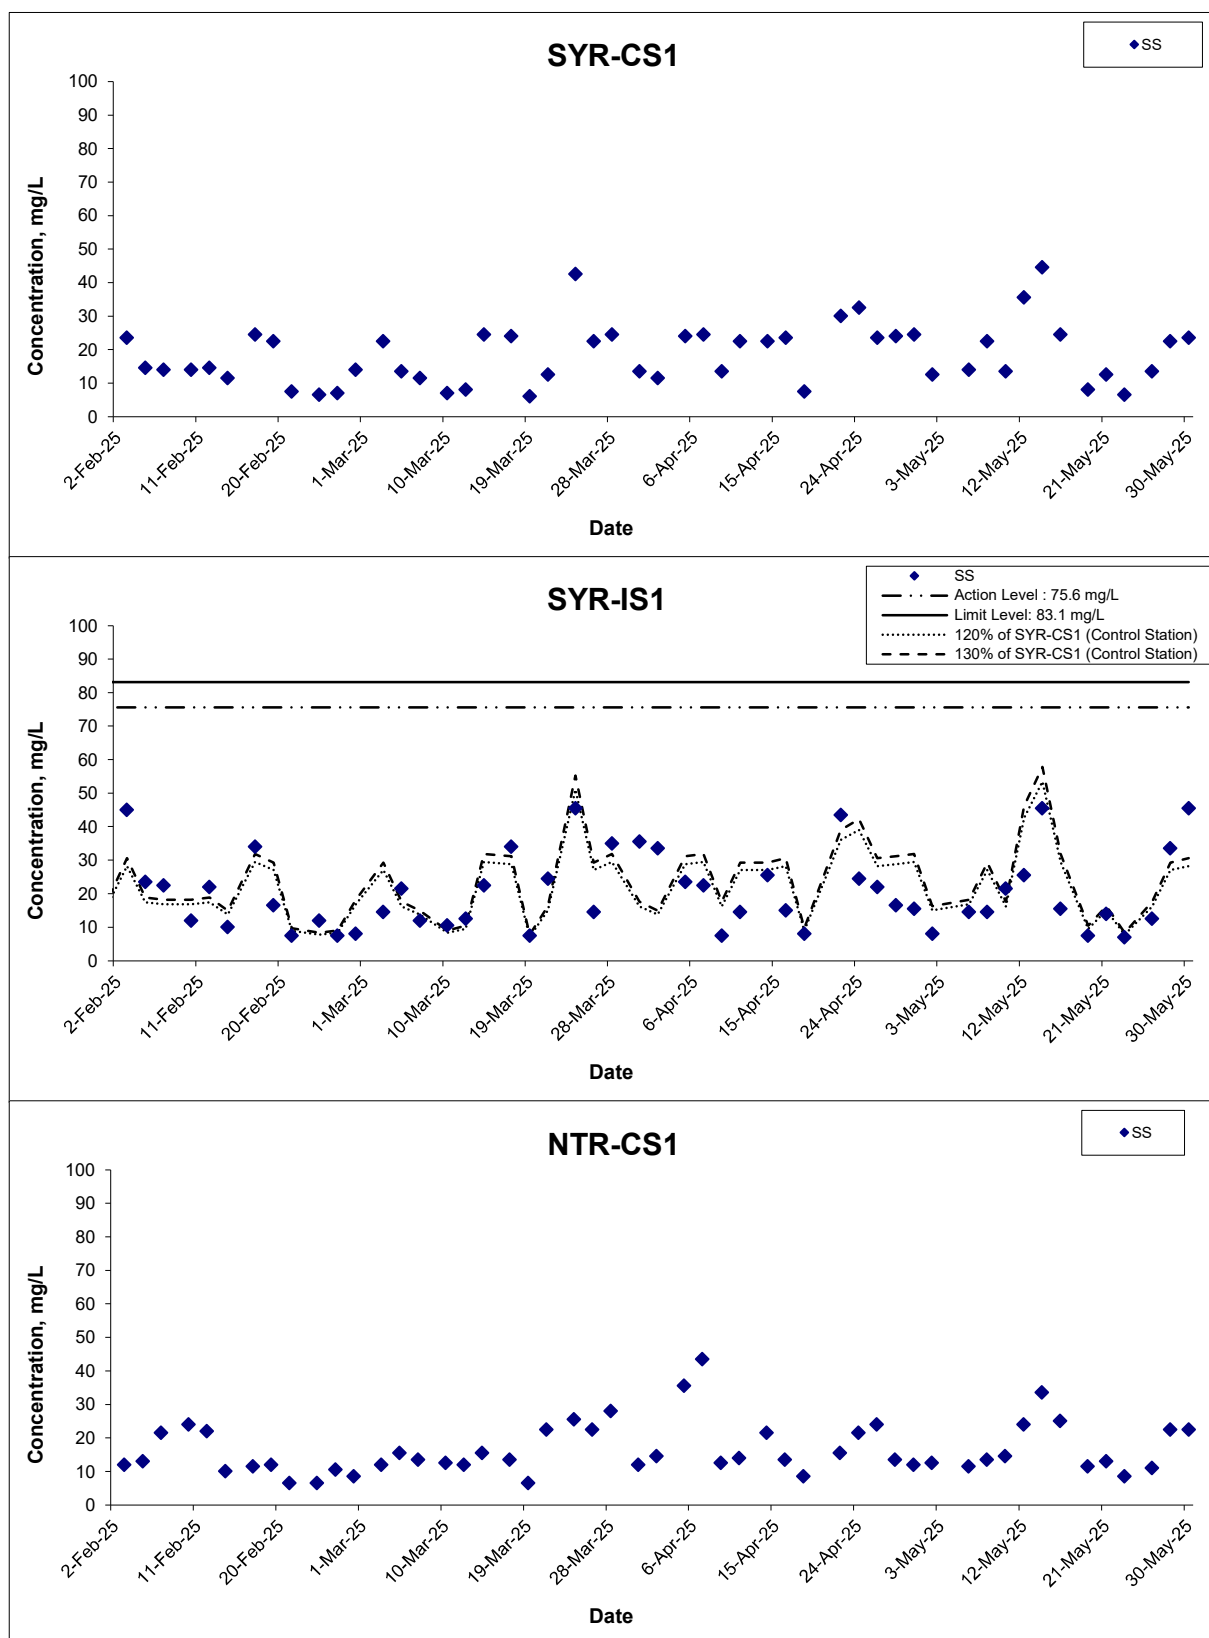 SYR-CS1
SS
Concentration, mg/L
100
90
80
70
60
50
40
30
20
10
0
2-Feb-25
11-Feb-25
20-Feb-25
1-Mar-25
10-Mar-25
19-Mar-25
28-Mar-25
6-Apr-25
15-Apr-25
24-Apr-25
3-May-25
12-May-25
21-May-25
30-May-25
Date
SYR-IS1
SS
Action Level : 75.6 mg/L
Limit Level: 83.1 mg/L
120% of SYR-CS1 (Control Station)
130% of SYR-CS1 (Control Station)
Concentration, mg/L
100
90
80
70
60
50
40
30
20
10
0
2-Feb-25
11-Feb-25
20-Feb-25
1-Mar-25
10-Mar-25
19-Mar-25
28-Mar-25
6-Apr-25
15-Apr-25
24-Apr-25
3-May-25
12-May-25
21-May-25
30-May-25
Date
NTR-CS1
SS
Concentration, mg/L
100
90
80
70
60
50
40
30
20
10
0
2-Feb-25
11-Feb-25
20-Feb-25
1-Mar-25
10-Mar-25
19-Mar-25
28-Mar-25
6-Apr-25
15-Apr-25
24-Apr-25
3-May-25
12-May-25
21-May-25
30-May-25
Date